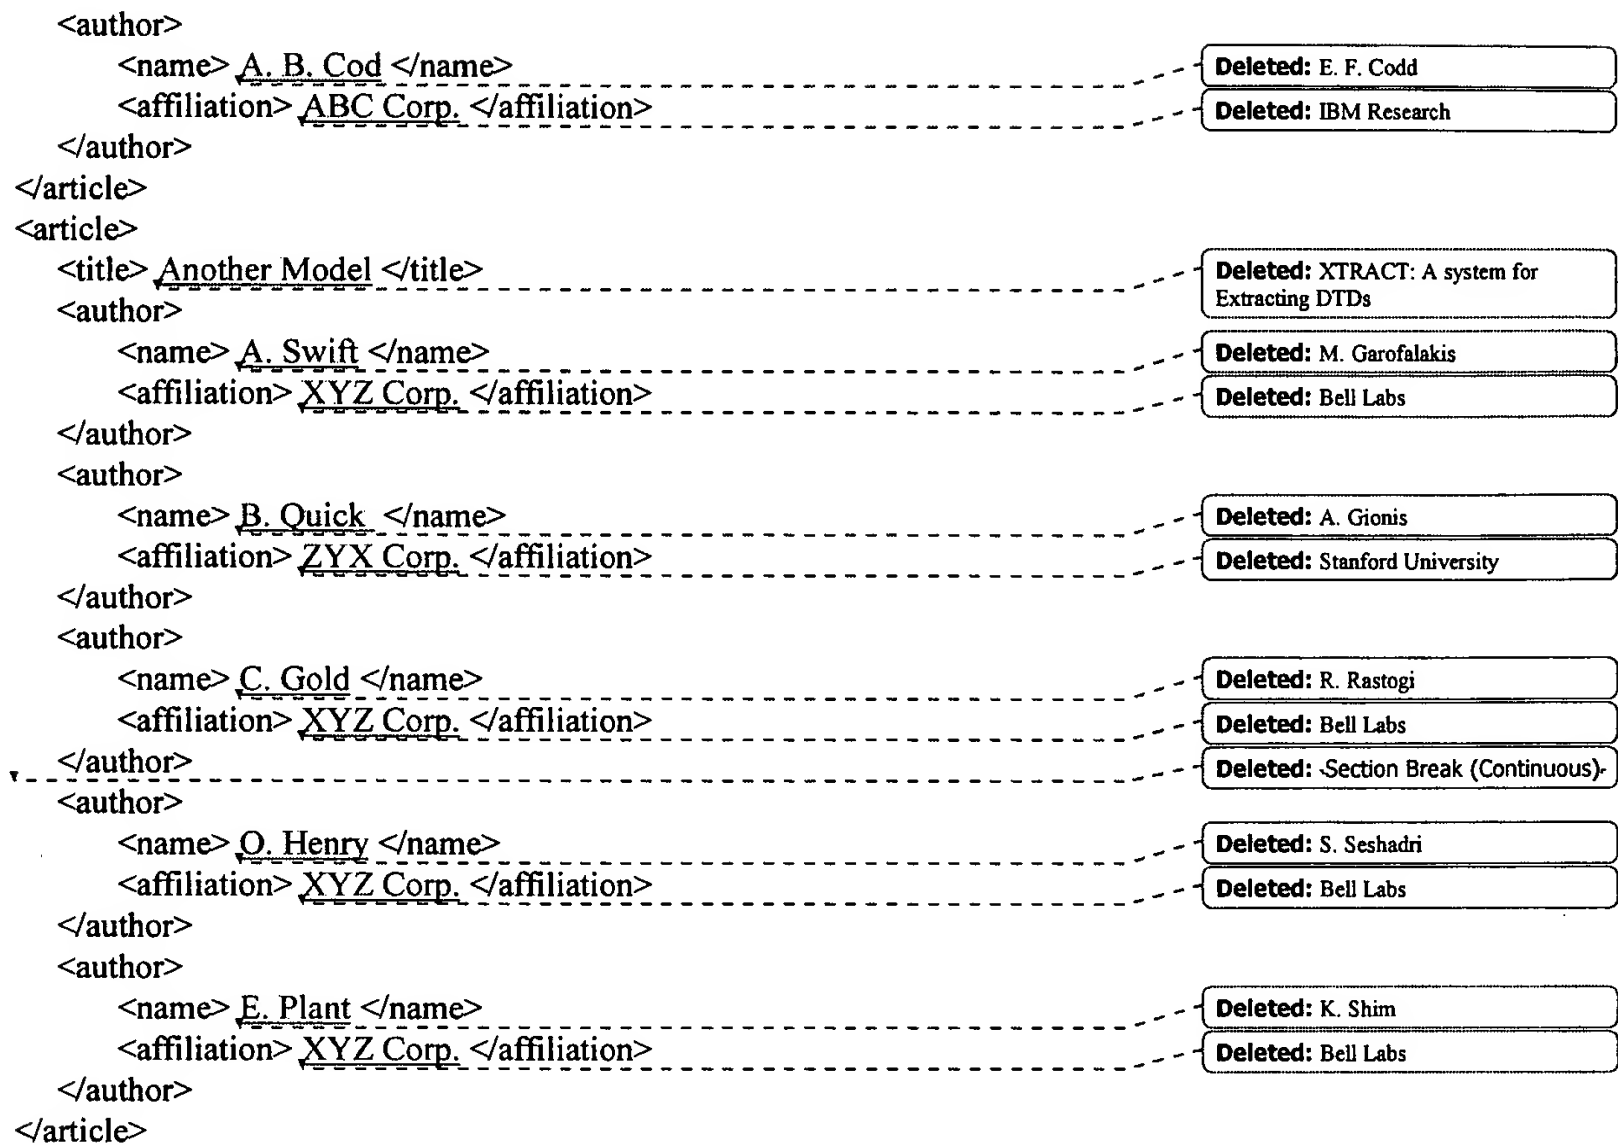 <author>
<name> A. B. Cod </name>
Deleted: E. F. Codd
<affiliation> ABC Corp. </affiliation>
Deleted: IBM Research
</author>
</article>
<article>
<title> Another Model </title>
Deleted: XTRACT: A system for
Extracting DTDs
<author>
<name> A. Swift </name>
Deleted: M. Garofalakis
<affiliation> XYZ Corp. </affiliation>
Deleted: Bell Labs
</author>
<author>
<name> B. Quick </name>
Deleted: A. Gionis
<affiliation> ZYX Corp. </affiliation>
Deleted: Stanford University
</author>
<author>
<name> C. Gold </name>
Deleted: R. Rastogi
<affiliation> XYZ Corp. </affiliation>
Deleted: Bell Labs
</author>
Deleted: Section Break (Continuous)
<author>
<name> O. Henry </name>
Deleted: S. Seshadri
<affiliation> XYZ Corp. </affiliation>
Deleted: Bell Labs
</author>
<author>
<name> E. Plant </name>
Deleted: K. Shim
<affiliation> XYZ Corp. </affiliation>
Deleted: Bell Labs
</author>
</article>